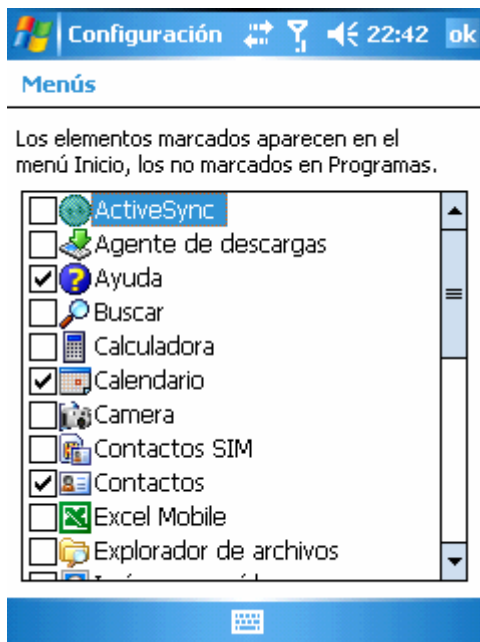 Configuración 22:42 ok
Menús
Los elementos marcados aparecen en el
menú Inicio, los no marcados en Programas.
ActiveSync
Agente de descargas
Ayuda
Buscar
Calculadora
Calendario
Camera
Contactos SIM
Contactos
Excel Mobile
Explorador de archivos